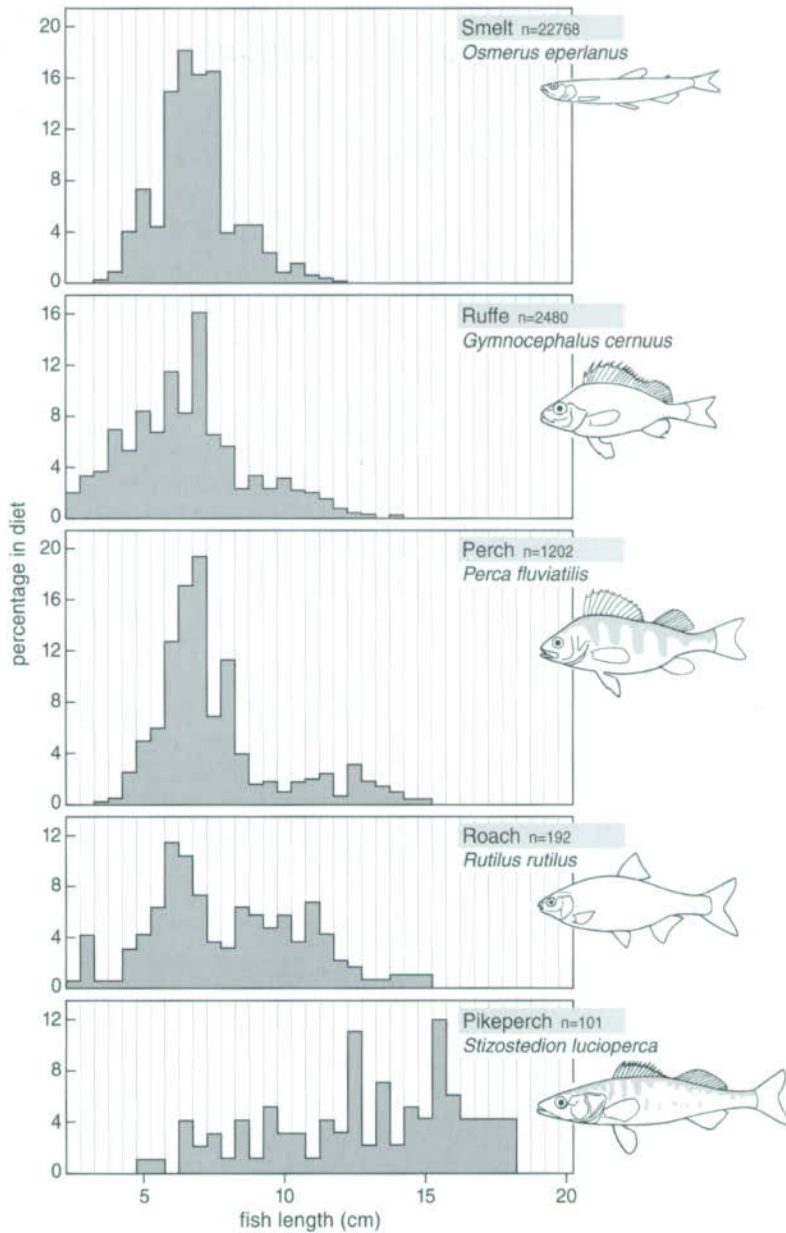 20
16
12
8
4
0
Smelt n=22768
Osmerus eperlanus
16
12
8
4
0
Ruffe n=2480
Gymnocephalus cernuus
percentage in diet
20
16
12
8
4
0
Perch n=1202
Perca fluviatilis
12
8
4
0
Roach n=192
Rutilus rutilus
12
8
4
0
Pikeperch n=101
Stizostedion lucioperca
5 10 15 20
fish length (cm)